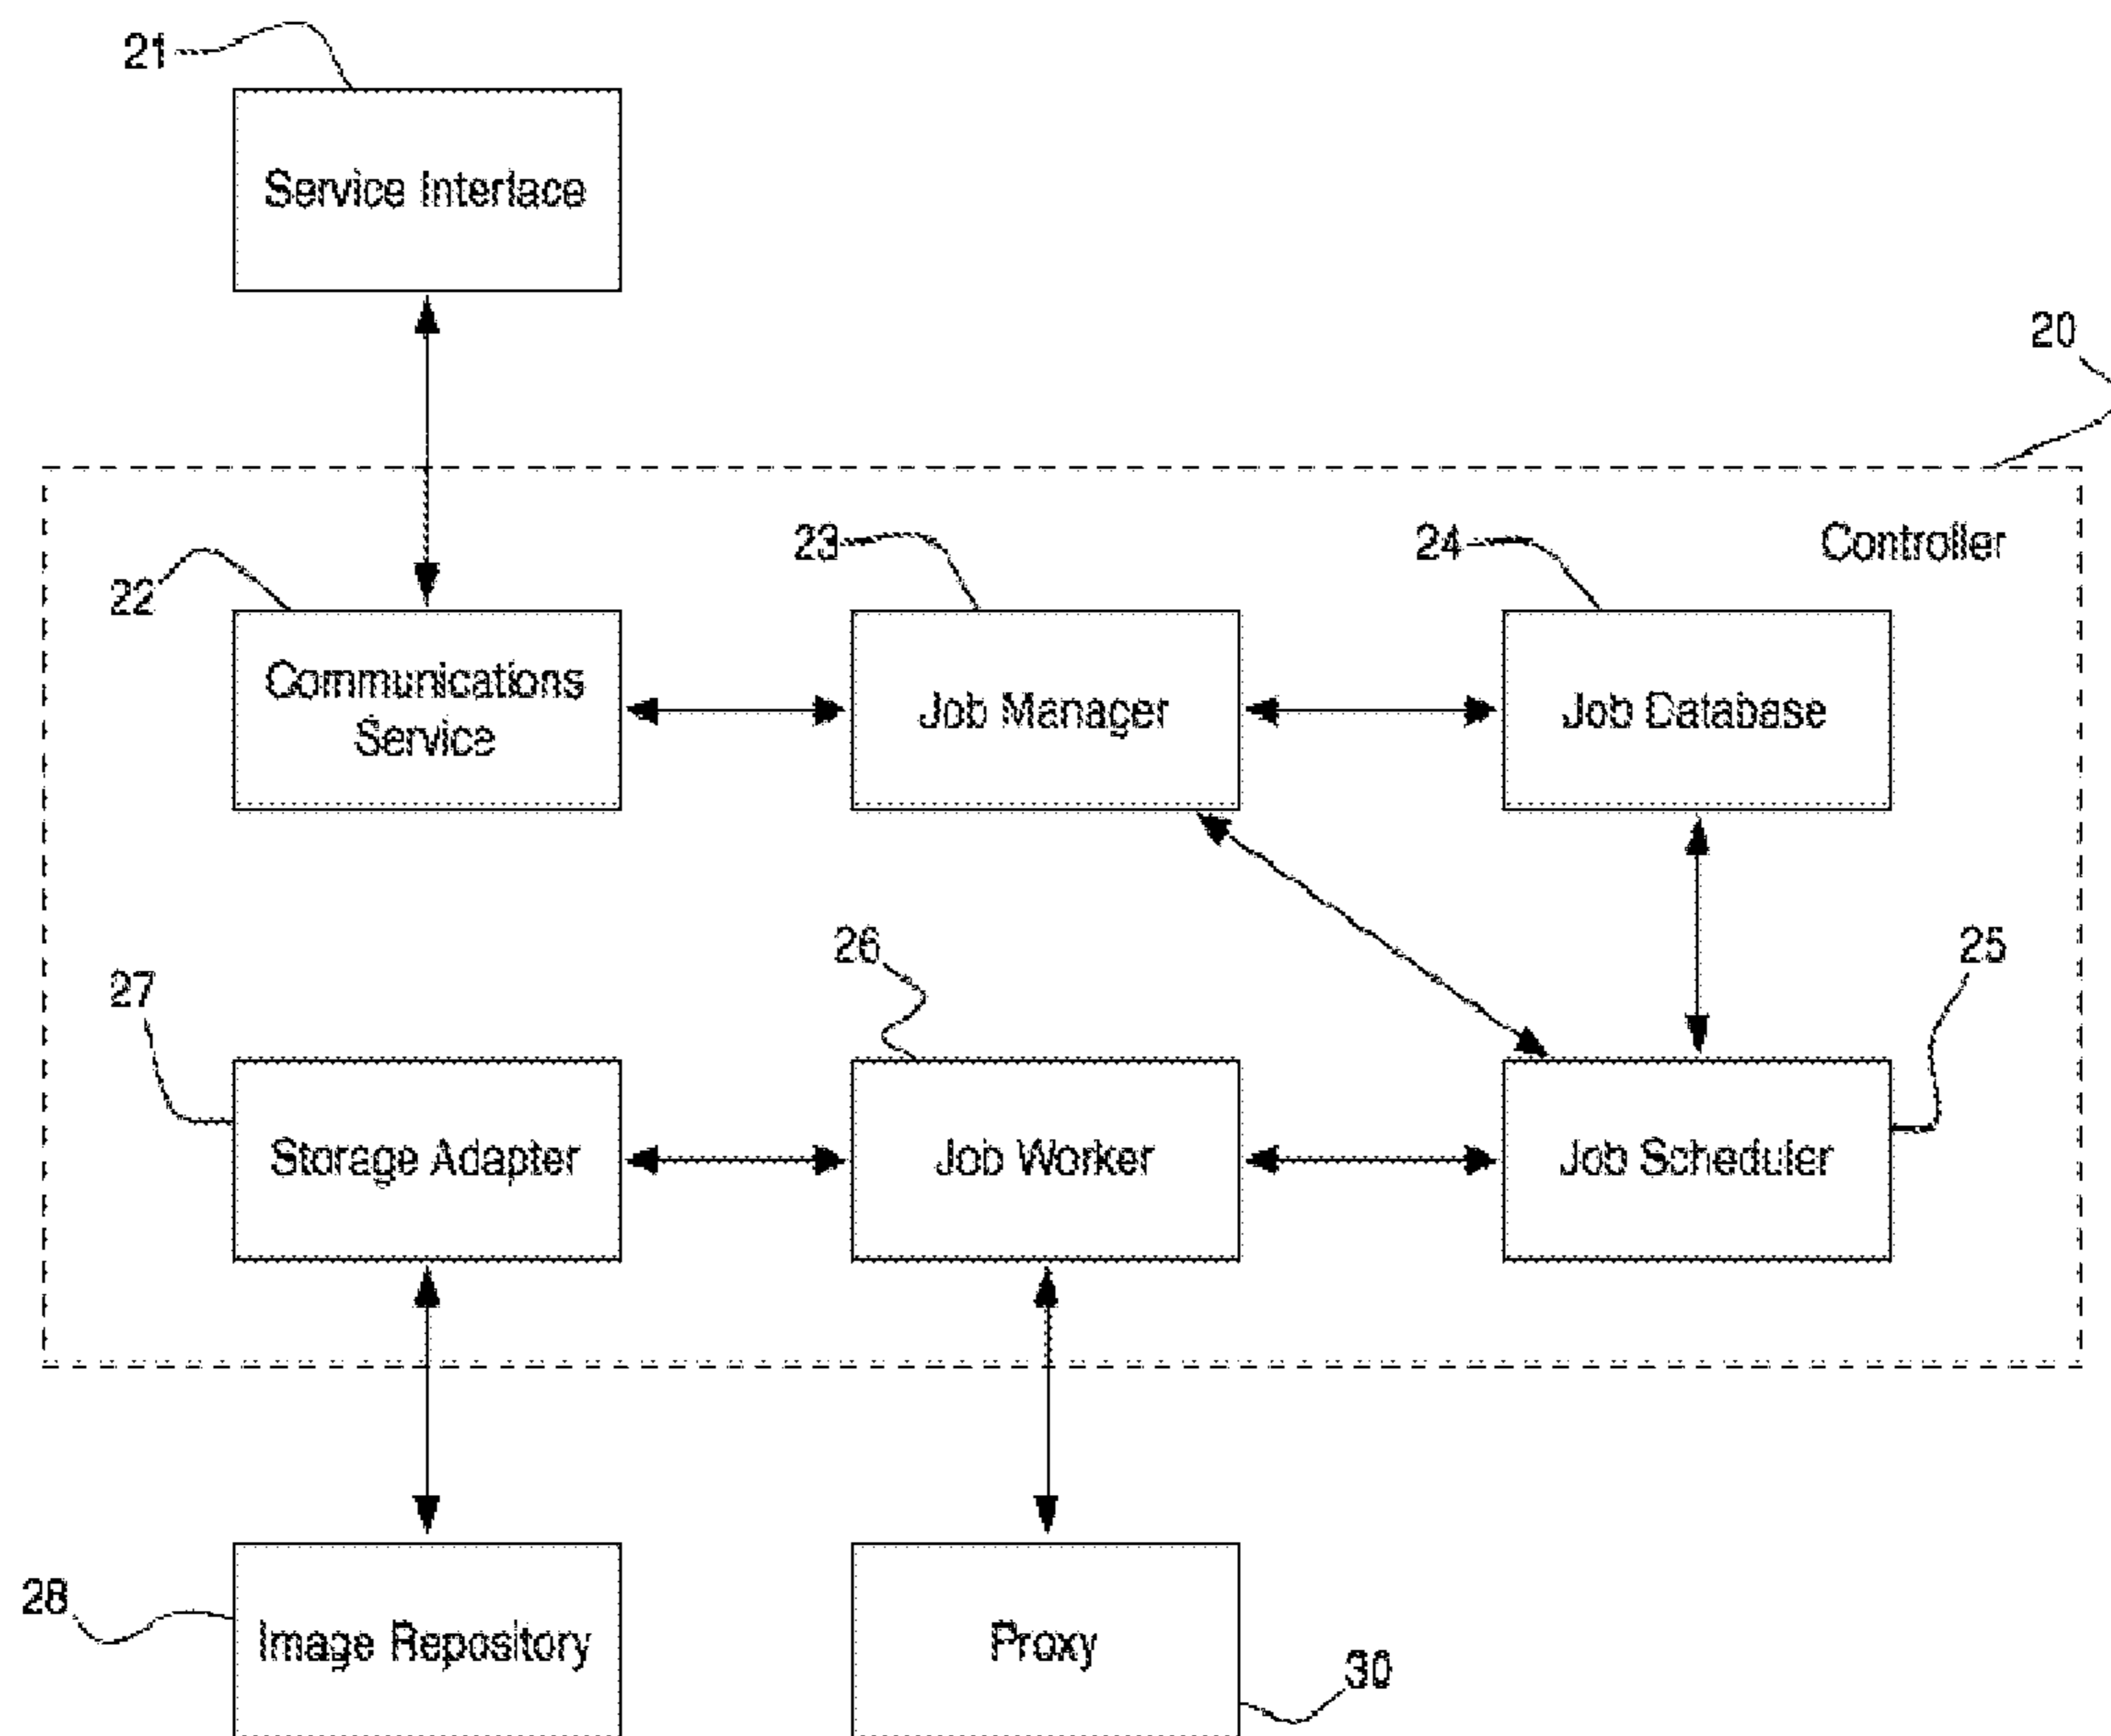 21
Service Interface
20
Controller
22
23
24
Communications
Service
Job Manager
Job Database
27
26
25
Storage Adapter
Job Worker
Job Scheduler
28
Image Repository
Proxy
30